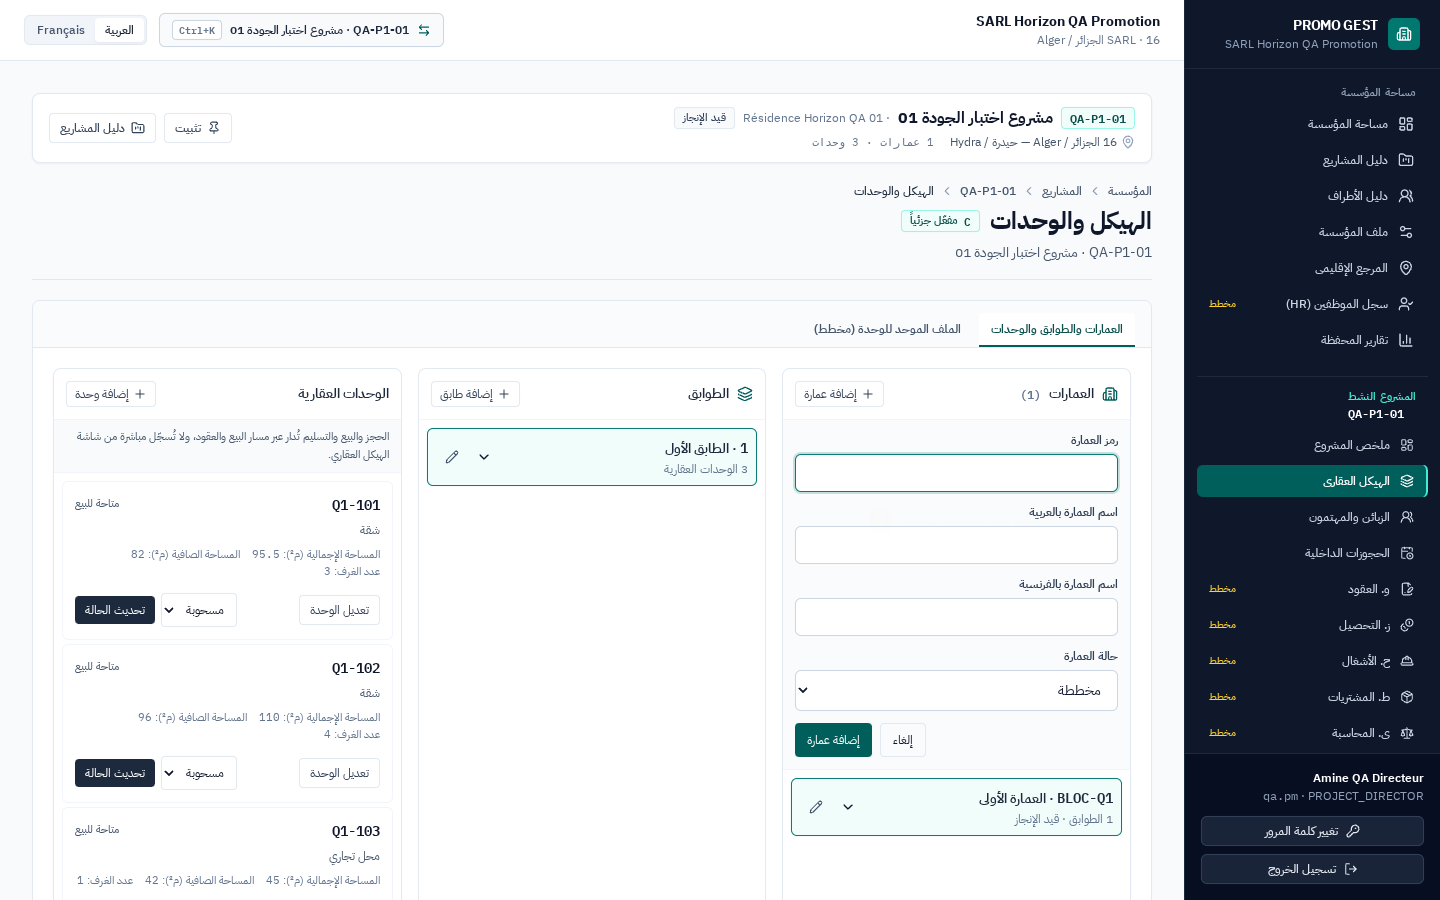 PROMO GEST
SARL Horizon QA Promotion
مساحة المؤسسة
مساحة المؤسسة
دليل المشاريع
دليل الأطراف
ملف المؤسسة
المرجع الإقليمي
سجل الموظفين (HR) مخطط
تقارير المحفظة
المشروع النشط
QA-P1-01
ملخص المشروع
الهيكل العقاري
الزبائن والمهتمون
الحجوزات الداخلية
و. العقود مخطط
ز. التحصيل مخطط
ح. الأشغال مخطط
ط. المشتريات مخطط
ي. المحاسبة مخطط
Amine QA Directeur
qa.pm · PROJECT_DIRECTOR
تغيير كلمة المرور
تسجيل الخروج
SARL Horizon QA Promotion
SARL · 16 الجزائر / Alger
QA-P1-01 · مشروع اختبار الجودة 01 Ctrl+K
العربية Français
QA-P1-01 مشروع اختبار الجودة 01 · Résidence Horizon QA 01 قيد الإنجاز
16 الجزائر / Alger — حيدرة / Hydra 1 عمارات · 3 وحدات
تثبيت
دليل المشاريع
المؤسسة المشاريع QA-P1-01 الهيكل والوحدات
الهيكل والوحدات C مفعّل جزئياً
QA-P1-01 · مشروع اختبار الجودة 01
العمارات والطوابق والوحدات الملف الموحد للوحدة (مخطط)
العمارات (1) إضافة عمارة
رمز العمارة
اسم العمارة بالعربية
اسم العمارة بالفرنسية
حالة العمارة
مخططة
إلغاء إضافة عمارة
BLOC-Q1 · العمارة الأولى
1 الطوابق · قيد الإنجاز
الطوابق إضافة طابق
1 · الطابق الأول
3 الوحدات العقارية
الوحدات العقارية إضافة وحدة
الحجز والبيع والتسليم تُدار عبر مسار البيع والعقود، ولا تُسجّل مباشرة من شاشة
الهيكل العقاري.
Q1-101 متاحة للبيع
شقة
المساحة الإجمالية (م²): 95.5 المساحة الصافية (م²): 82
عدد الغرف: 3
تعديل الوحدة مسحوبة تحديث الحالة
Q1-102 متاحة للبيع
شقة
المساحة الإجمالية (م²): 110 المساحة الصافية (م²): 96
عدد الغرف: 4
تعديل الوحدة مسحوبة تحديث الحالة
Q1-103 متاحة للبيع
محل تجاري
المساحة الإجمالية (م²): 45 المساحة الصافية (م²): 42 عدد الغرف: 1